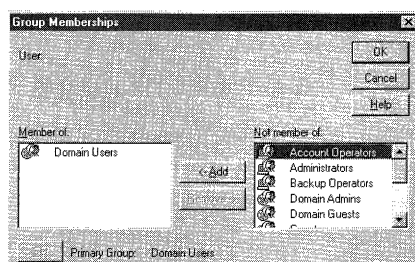 Group Memberships
User:
OK
Cancel
Help
Member of:
Domain Users
<-Add
Not member of:
Account Operators
Administrators
Backup Operators
Domain Admins
Domain Guests
Primary Group: Domain Users